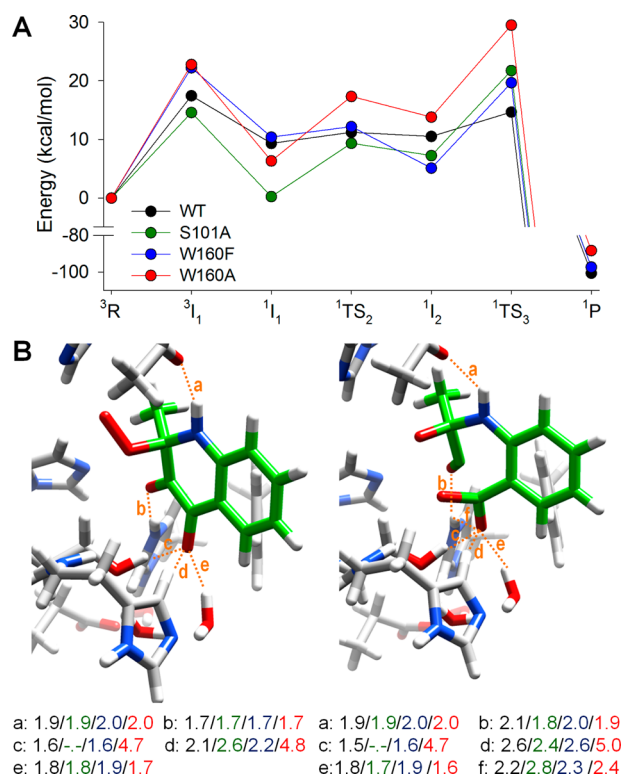 A
Energy (kcal/mol)
30
20
10
0
-80
-100
WT
S101A
W160F
W160A
³R
³I₁
¹I₁
¹TS₂
¹I₂
¹TS₃
¹P
B
a
b
c
d
e
a
b
f
c
d
e
a: 1.9/1.9/2.0/2.0 b: 1.7/1.7/1.7/1.7
c: 1.6/-.-/1.6/4.7 d: 2.1/2.6/2.2/4.8
e: 1.8/1.8/1.9/1.7
a: 1.9/1.9/2.0/2.0 b: 2.1/1.8/2.0/1.9
c: 1.5/-.-/1.6/4.7 d: 2.6/2.4/2.6/5.0
e:1.8/1.7/1.9 /1.6 f: 2.2/2.8/2.3 /2.4